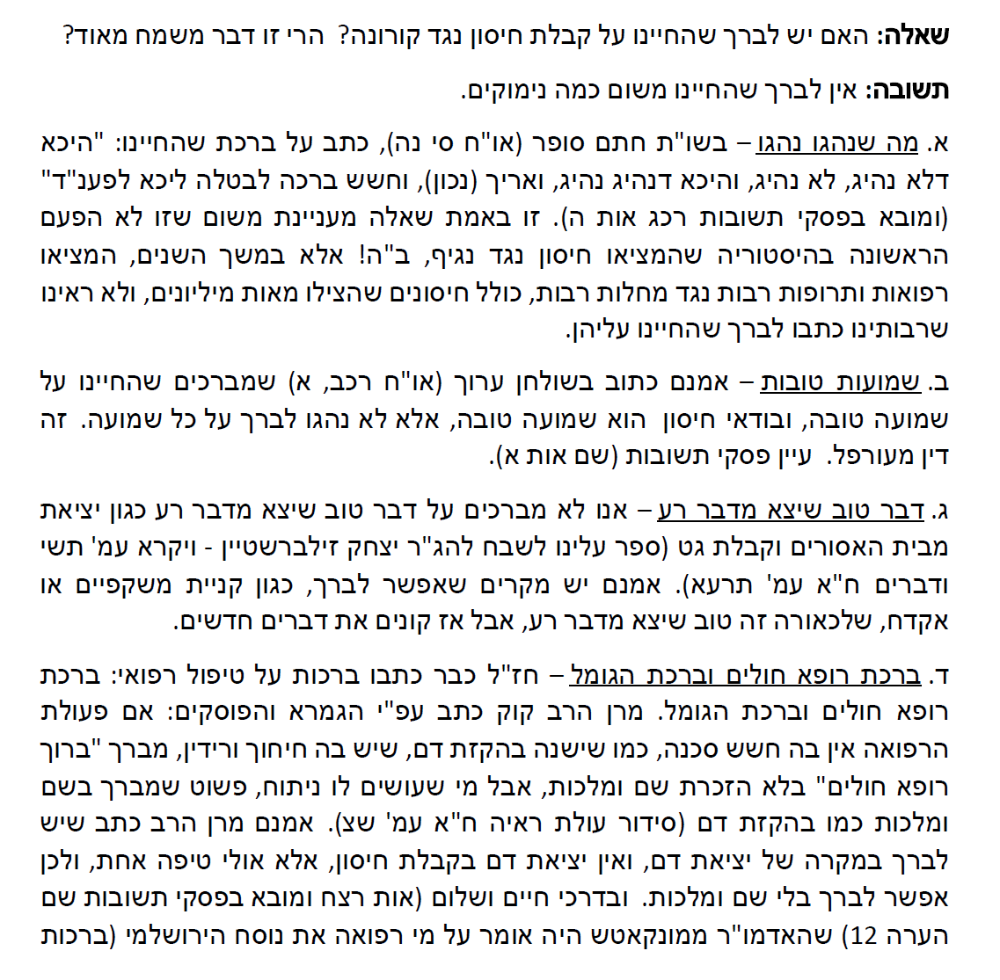 שאלה: האם יש לברך שהחיינו על קבלת חיסון נגד קורונה? הרי זו דבר משמח מאוד?
תשובה: אין לברך שהחיינו משום כמה נימוקים.
א. מה שנהגו נהגו – בשו"ת חתם סופר (או"ח סי נה), כתב על ברכת שהחיינו: "היכא
דלא נהיג, לא נהיג, והיכא דנהיג נהיג, ואריך (נכון), וחשש ברכה לבטלה ליכא לפענ"ד"
(ומובא בפסקי תשובות רכג אות ה). זו באמת שאלה מעניינת משום שזו לא הפעם
הראשונה בהיסטוריה שהמציאו חיסון נגד נגיף, ב"ה! אלא במשך השנים, המציאו
רפואות ותרופות רבות נגד מחלות רבות, כולל חיסונים שהצילו מאות מיליונים, ולא ראינו
שרבותינו כתבו לברך שהחיינו עליהן.
ב. שמועות טובות – אמנם כתוב בשולחן ערוך (או"ח רכב, א) שמברכים שהחיינו על
שמועה טובה, ובודאי חיסון הוא שמועה טובה, אלא לא נהגו לברך על כל שמועה. זה
דין מעורפל. עיין פסקי תשובות (שם אות א).
ג. דבר טוב שיצא מדבר רע – אנו לא מברכים על דבר טוב שיצא מדבר רע כגון יציאת
מבית האסורים וקבלת גט (ספר עלינו לשבח להג"ר יצחק זילברשטיין - ויקרא עמ' תשי
ודברים ח"א עמ' תרעא). אמנם יש מקרים שאפשר לברך, כגון קניית משקפיים או
אקדח, שלכאורה זה טוב שיצא מדבר רע, אבל אז קונים את דברים חדשים.
ד. ברכת רופא חולים וברכת הגומל – חז"ל כבר כתבו ברכות על טיפול רפואי: ברכת
רופא חולים וברכת הגומל. מרן הרב קוק כתב עפ"י הגמרא והפוסקים: אם פעולת
הרפואה אין בה חשש סכנה, כמו שישנה בהקזת דם, שיש בה חיחוך ורידין, מברך "ברוך
רופא חולים" בלא הזכרת שם ומלכות, אבל מי שעושים לו ניתוח, פשוט שמברך בשם
ומלכות כמו בהקזת דם (סידור עולת ראיה ח"א עמ' שצ). אמנם מרן הרב כתב שיש
לברך במקרה של יציאת דם, ואין יציאת דם בקבלת חיסון, אלא אולי טיפה אחת, ולכן
אפשר לברך בלי שם ומלכות. ובדרכי חיים ושלום (אות רצח ומובא בפסקי תשובות שם
הערה 12) שהאדמו"ר ממונקאטש היה אומר על מי רפואה את נוסח הירושלמי (ברכות